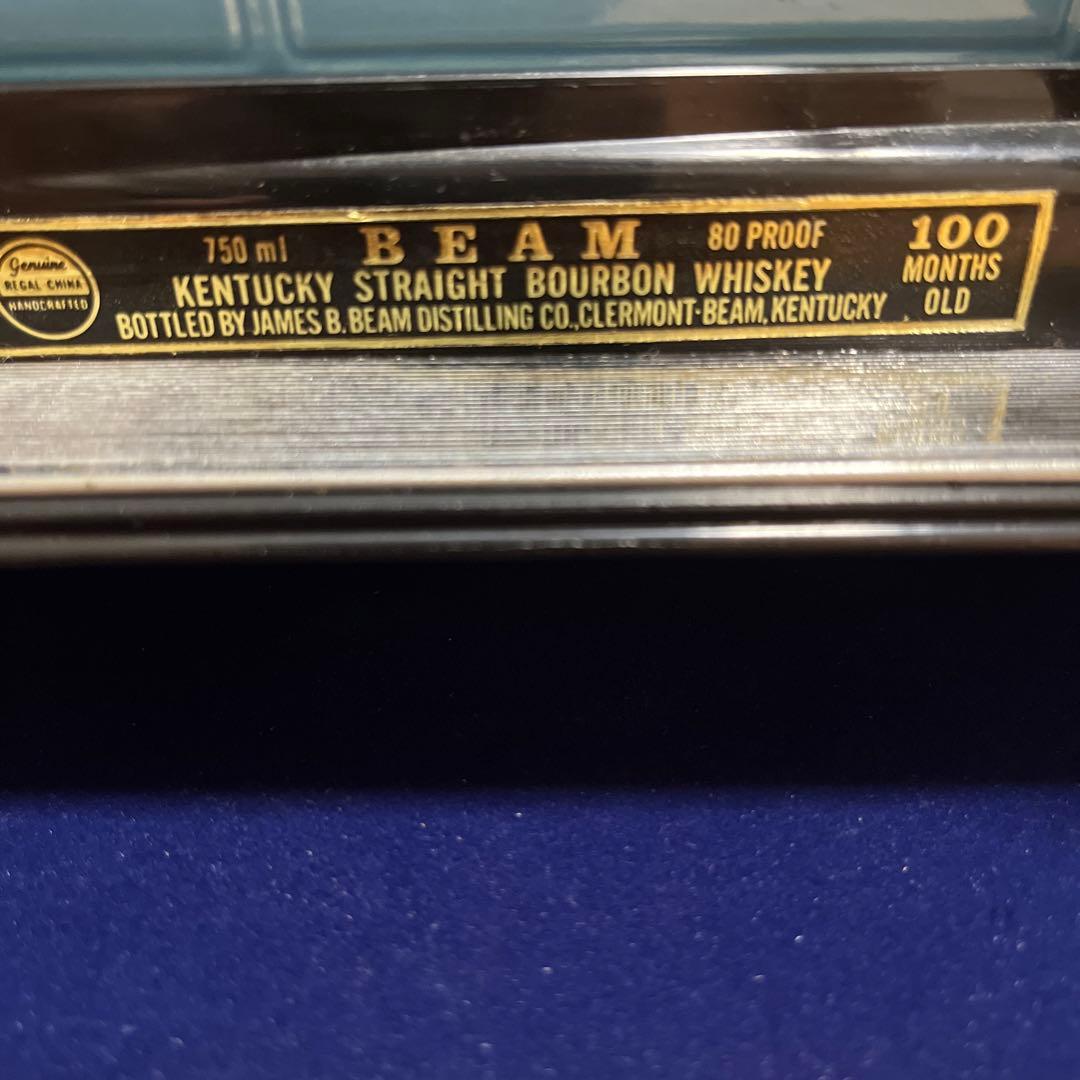 Genuine
REGAL CHINA
HANDCRAFTED
750 ml BEAM 80 PROOF
KENTUCKY STRAIGHT BOURBON WHISKEY
BOTTLED BY JAMES B. BEAM DISTILLING CO., CLERMONT·BEAM, KENTUCKY
100
MONTHS
OLD